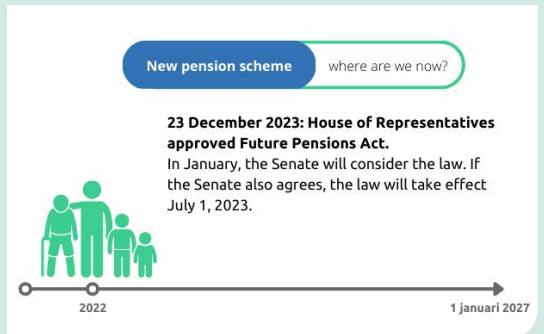 New pension scheme where are we now?
23 December 2023: House of Representatives
approved Future Pensions Act.
In January, the Senate will consider the law. If
the Senate also agrees, the law will take effect
July 1, 2023.
2022 1 januari 2027